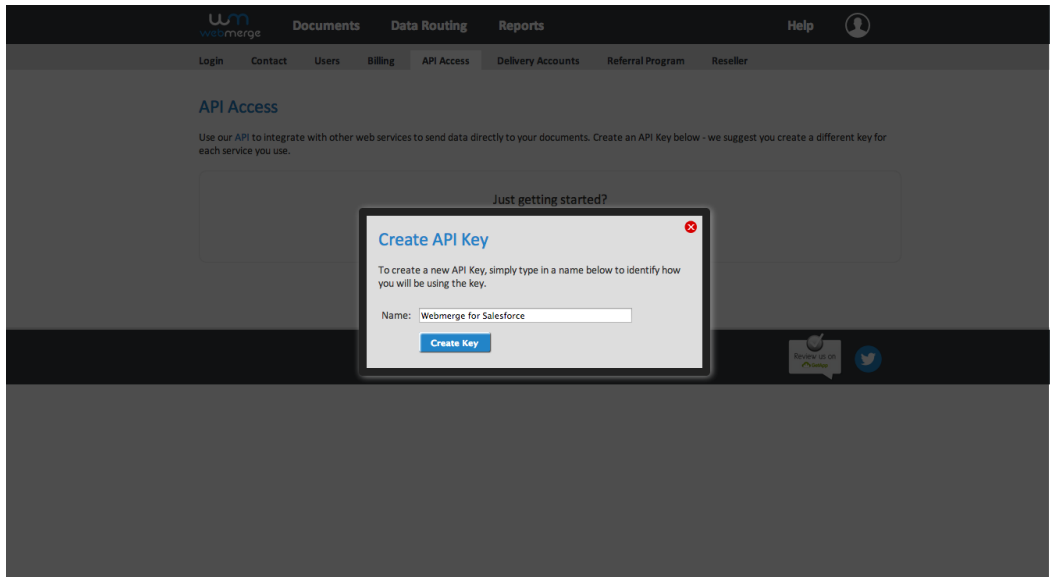 webmerge
Documents Data Routing Reports Help
Login Contact Users Billing API Access Delivery Accounts Referral Program Reseller
API Access
Use our API to integrate with other web services to send data directly to your documents. Create an API Key below - we suggest you create a different key for
each service you use.
Just getting started?
Create API Key
To create a new API Key, simply type in a name below to identify how
you will be using the key.
Name: Webmerge for Salesforce
Create Key
Review us on